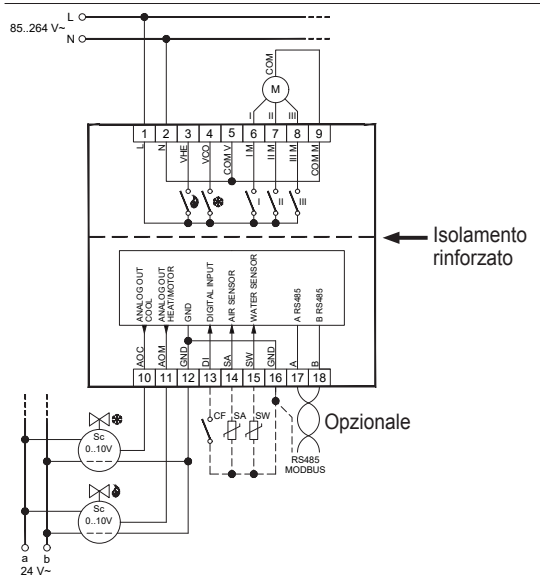 L
85..264 V~
N
COM
M
I II III
1 2 3 4 5 6 7 8 9
L N VHE VCO COM V I M II M III M COM M
I II III
Isolamento
rinforzato
ANALOG OUT
COOL
ANALOG OUT
HEAT/MOTOR
GND
DIGITAL INPUT
AIR SENSOR
WATER SENSOR
A RS485
B RS485
AOC AOM GND DI SA SW GND A B
10 11 12 13 14 15 16 17 18
CF SA SW
Opzionale
RS485
MODBUS
Sc
0..10V
Sc
0..10V
a b
24 V~